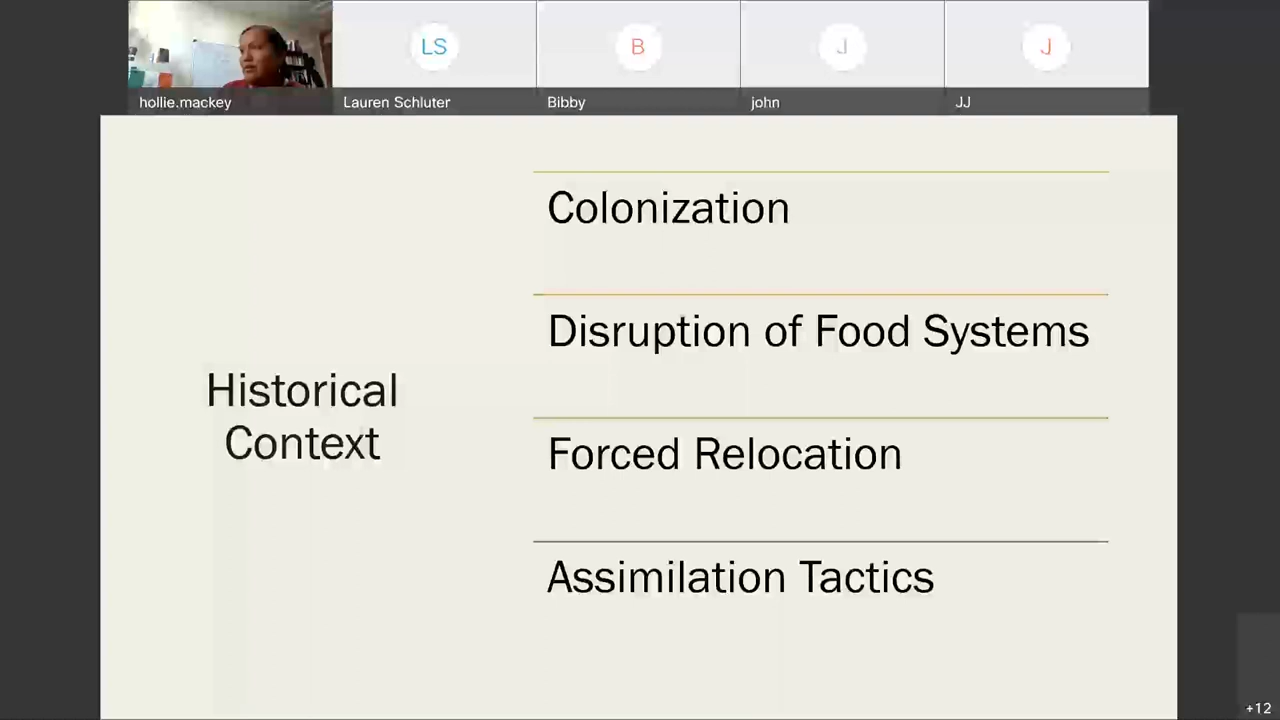 LS
B
J
J
hollie.mackey
Lauren Schluter
Bibby
john
JJ
Colonization
Disruption of Food Systems
Historical
Context
Forced Relocation
Assimilation Tactics
+12